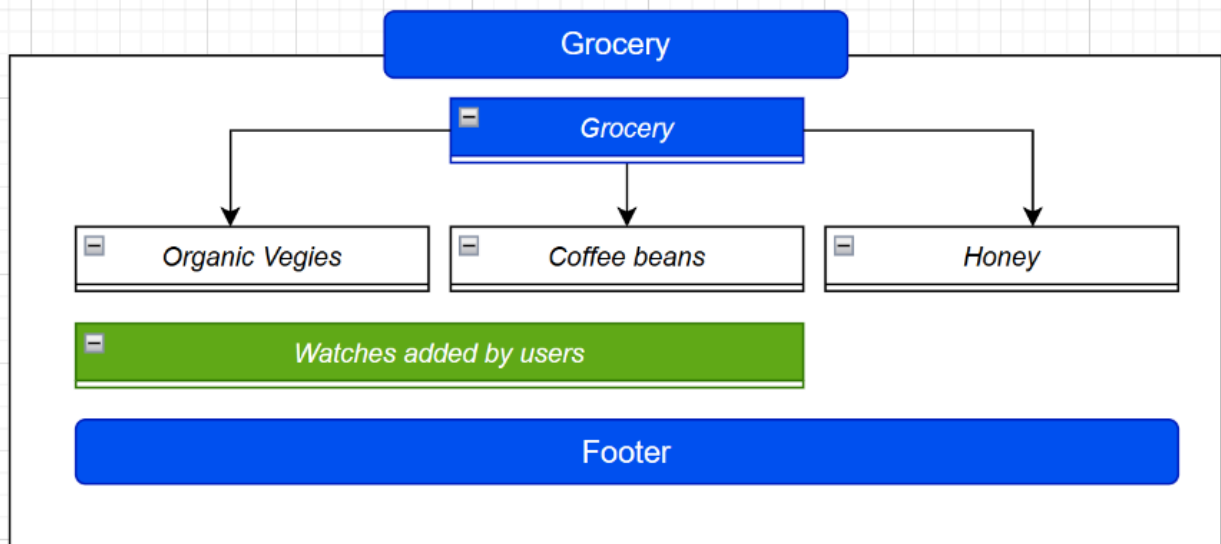 Grocery
Grocery
Organic Vegies
Coffee beans
Honey
Watches added by users
Footer